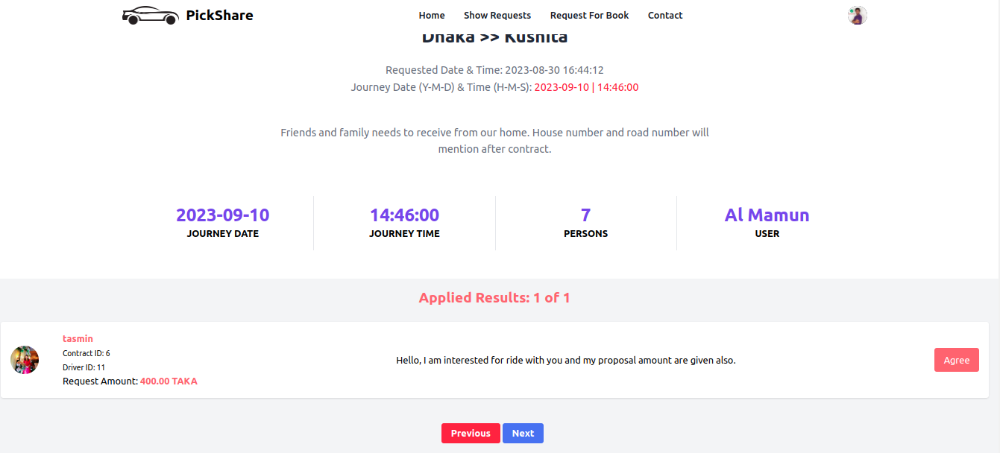 PickShare
Home Show Requests Request For Book Contact
Dhaka >> Kushita
Requested Date & Time: 2023-08-30 16:44:12
Journey Date (Y-M-D) & Time (H-M-S): 2023-09-10 | 14:46:00
Friends and family needs to receive from our home. House number and road number will
mention after contract.
2023-09-10
JOURNEY DATE
14:46:00
JOURNEY TIME
7
PERSONS
Al Mamun
USER
Applied Results: 1 of 1
tasmin
Contract ID: 6
Driver ID: 11
Request Amount: 400.00 TAKA
Hello, I am interested for ride with you and my proposal amount are given also.
Agree
Previous Next